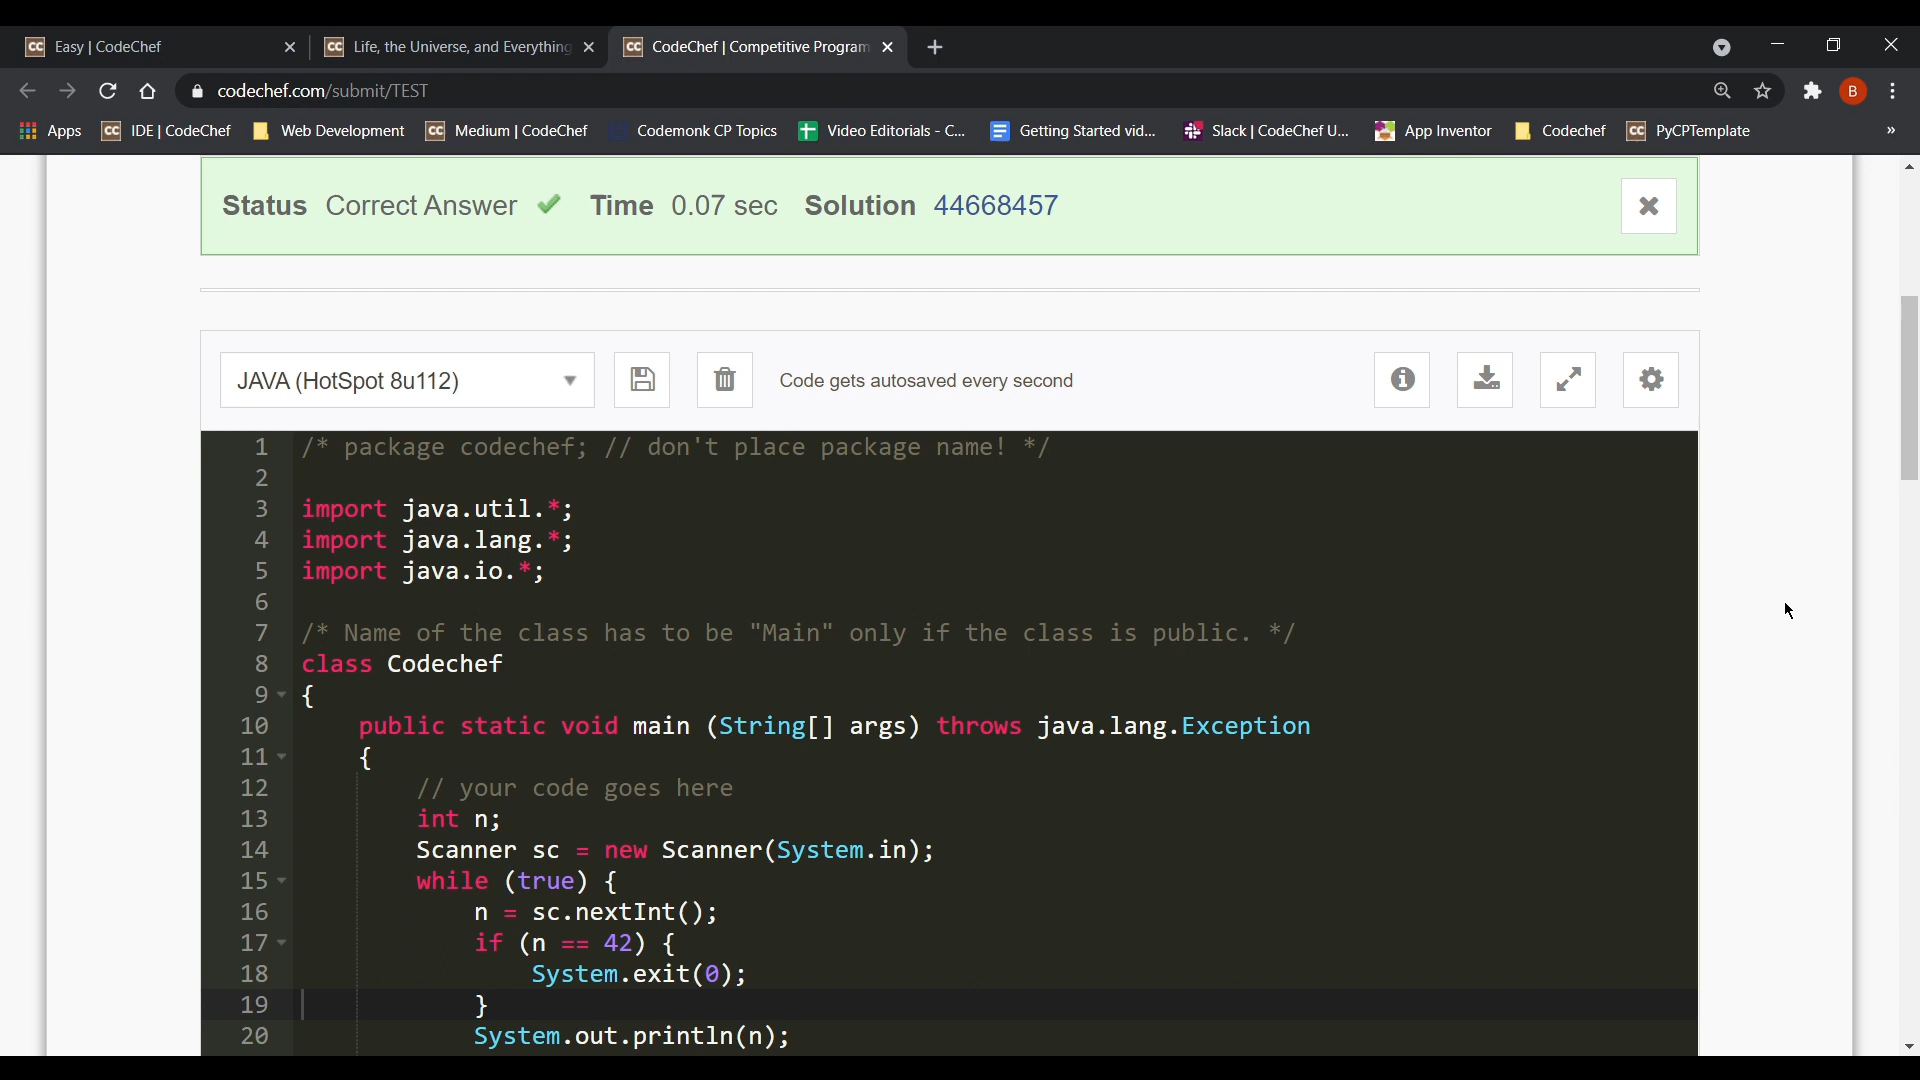 Easy | CodeChef
Life, the Universe, and Everything
CodeChef | Competitive Program
codechef.com/submit/TEST
B
Apps
CC IDE | CodeChef
Web Development
CC Medium | CodeChef
Codemonk CP Topics
Video Editorials - C...
Getting Started vid...
Slack | CodeChef U...
App Inventor
Codechef
CC PyCPTemplate
»
Status Correct Answer Time 0.07 sec Solution 44668457
JAVA (HotSpot 8u112)
Code gets autosaved every second
1 /* package codechef; // don't place package name! */
2
3 import java.util.*;
4 import java.lang.*;
5 import java.io.*;
6
7 /* Name of the class has to be "Main" only if the class is public. */
8 class Codechef
9 {
10 public static void main (String[] args) throws java.lang.Exception
11 {
12 // your code goes here
13 int n;
14 Scanner sc = new Scanner(System.in);
15 while (true) {
16 n = sc.nextInt();
17 if (n == 42) {
18 System.exit(0);
19 }
20 System.out.println(n);